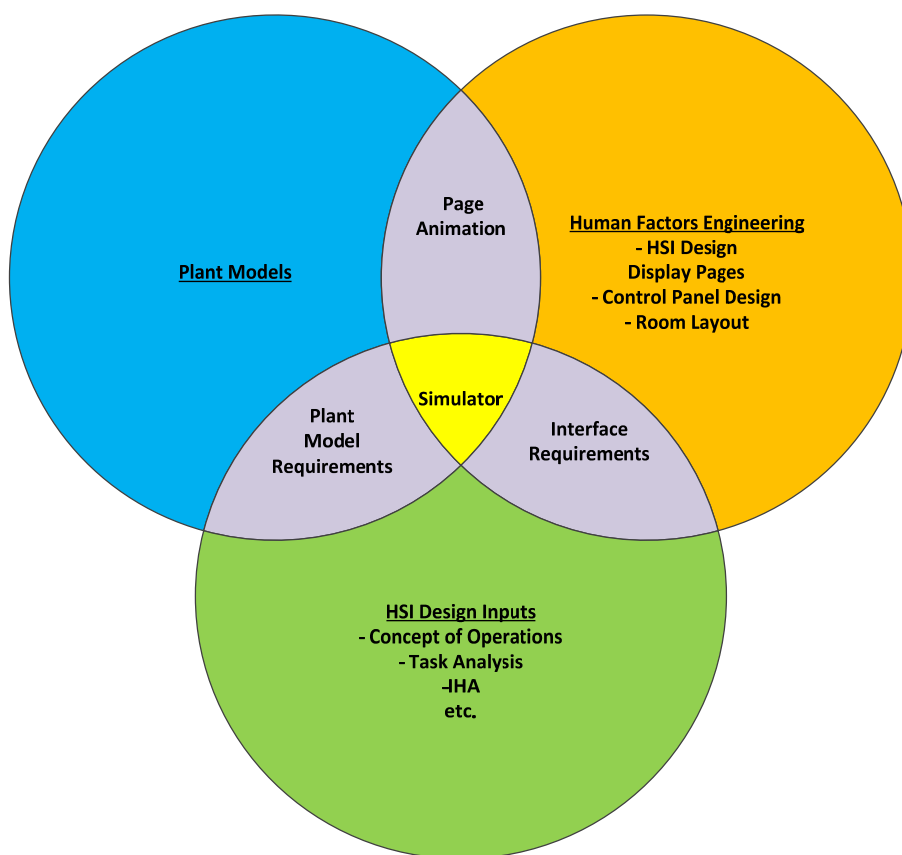 Page
Animation
Human Factors Engineering
- HSI Design
Display Pages
- Control Panel Design
- Room Layout
Plant Models
Simulator
Plant
Model
Requirements
Interface
Requirements
HSI Design Inputs
- Concept of Operations
- Task Analysis
-IHA
etc.